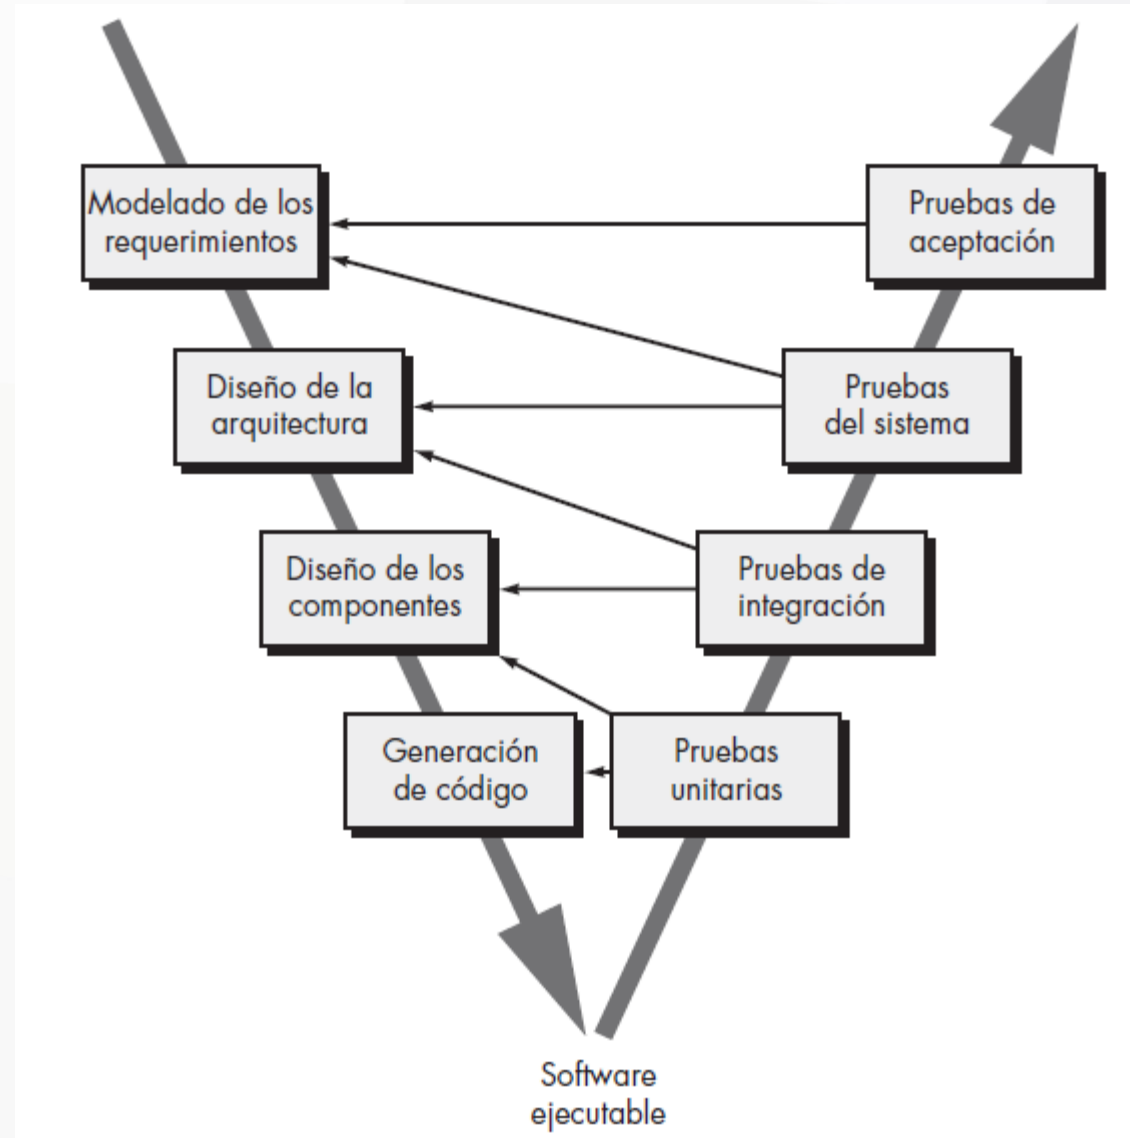 Modelado de los
requerimientos
Pruebas de
aceptación
Diseño de la
arquitectura
Pruebas
del sistema
Diseño de los
componentes
Pruebas de
integración
Generación
de código
Pruebas
unitarias
Software
ejecutable